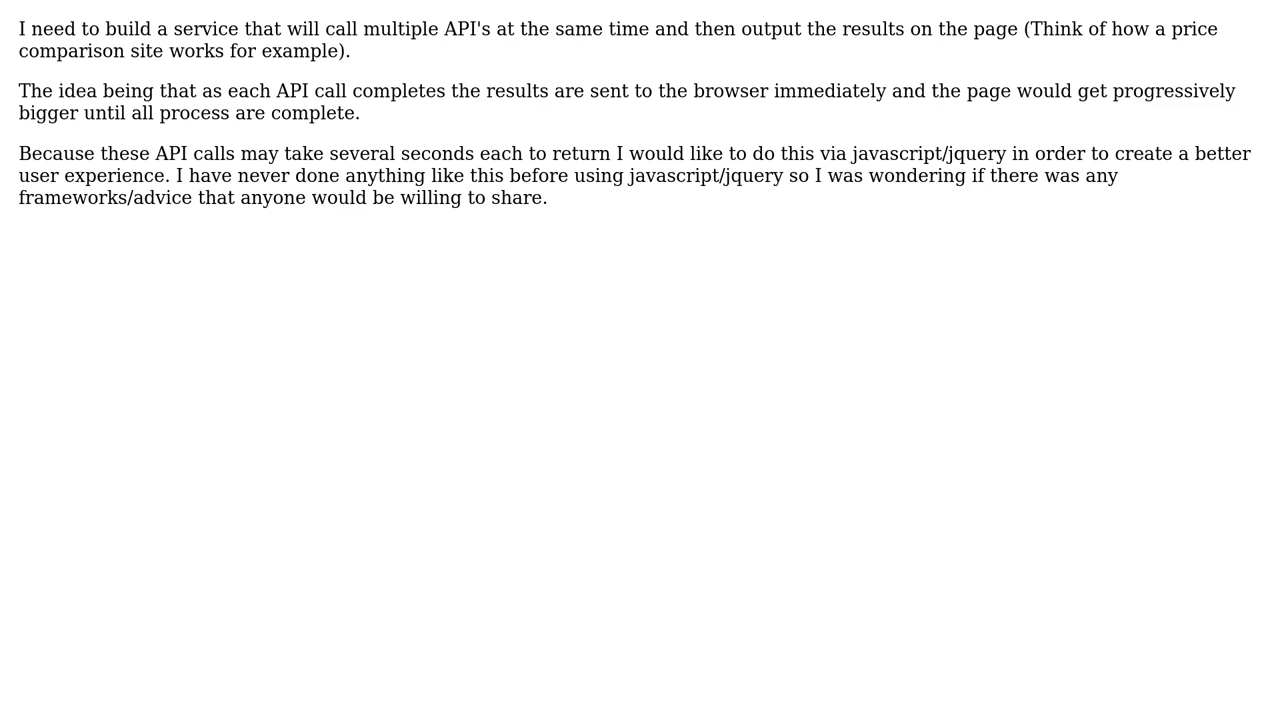 I need to build a service that will call multiple API's at the same time and then output the results on the page (Think of how a price
comparison site works for example).
The idea being that as each API call completes the results are sent to the browser immediately and the page would get progressively
bigger until all process are complete.
Because these API calls may take several seconds each to return I would like to do this via javascript/jquery in order to create a better
user experience. I have never done anything like this before using javascript/jquery so I was wondering if there was any
frameworks/advice that anyone would be willing to share.